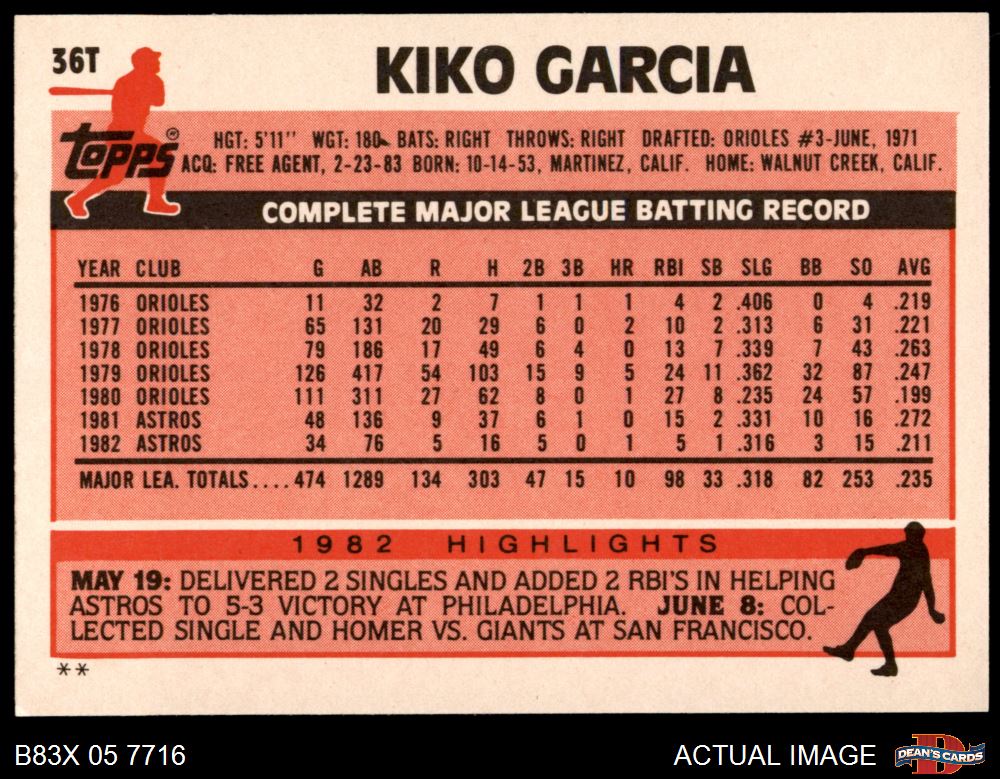 36T
KIKO GARCIA
topps®
HGT: 5'11" WGT: 180 BATS: RIGHT THROWS: RIGHT DRAFTED: ORIOLES #3-JUNE, 1971
ACQ: FREE AGENT, 2-23-83 BORN: 10-14-53, MARTINEZ, CALIF. HOME: WALNUT CREEK, CALIF.
COMPLETE MAJOR LEAGUE BATTING RECORD
YEAR CLUB G AB R H 2B 3B HR RBI SB SLG BB SO AVG
1976 ORIOLES 11 32 2 7 1 1 1 4 2 .406 0 4 .219
1977 ORIOLES 65 131 20 29 6 0 2 10 2 .313 6 31 .221
1978 ORIOLES 79 186 17 49 6 4 0 13 7 .339 7 43 .263
1979 ORIOLES 126 417 54 103 15 9 5 24 11 .362 32 87 .247
1980 ORIOLES 111 311 27 62 8 0 1 27 8 .235 24 57 .199
1981 ASTROS 48 136 9 37 6 1 0 15 2 .331 10 16 .272
1982 ASTROS 34 76 5 16 5 0 1 5 1 .316 3 15 .211
MAJOR LEA. TOTALS.... 474 1289 134 303 47 15 10 98 33 .318 82 253 .235
1982 HIGHLIGHTS
MAY 19: DELIVERED 2 SINGLES AND ADDED 2 RBI'S IN HELPING
ASTROS TO 5-3 VICTORY AT PHILADELPHIA. JUNE 8: COL-
LECTED SINGLE AND HOMER VS. GIANTS AT SAN FRANCISCO.
**
B83X 05 7716
ACTUAL IMAGE
DEAN'S CARDS